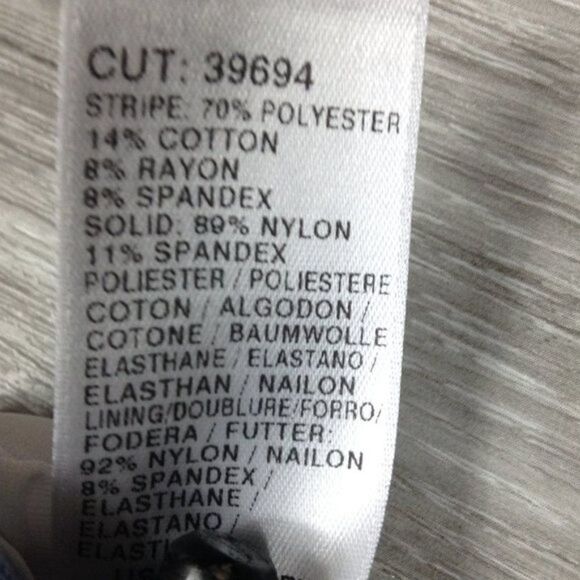 CUT: 39694
STRIPE: 70% POLYESTER
14% COTTON
8% RAYON
8% SPANDEX
SOLID: 89% NYLON
11% SPANDEX
POLIESTER / POLIESTERE
COTON / ALGODON /
COTONE / BAUMWOLLE
ELASTHANE / ELASTANO /
ELASTHAN / NAILON
LINING/DOUBLURE/FORRO/
FODERA / FUTTER:
92% NYLON / NAILON
8% SPANDEX /
ELASTHANE /
ELASTANO /